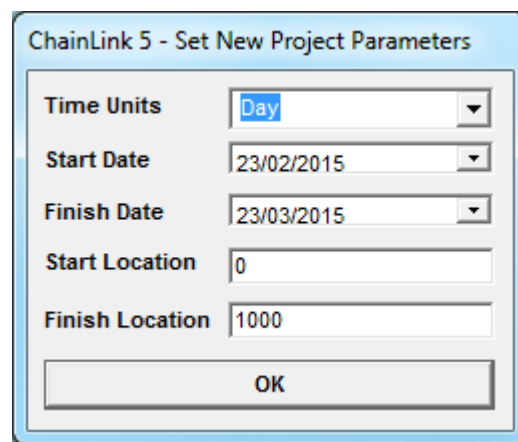 ChainLink 5 - Set New Project Parameters
Time Units Day
Start Date 23/02/2015
Finish Date 23/03/2015
Start Location 0
Finish Location 1000
OK